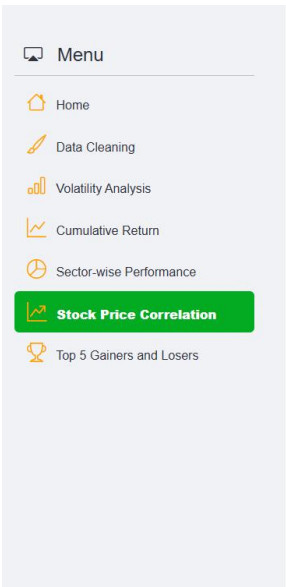 Menu
Home
Data Cleaning
Volatility Analysis
Cumulative Return
Sector-wise Performance
Stock Price Correlation
Top 5 Gainers and Losers